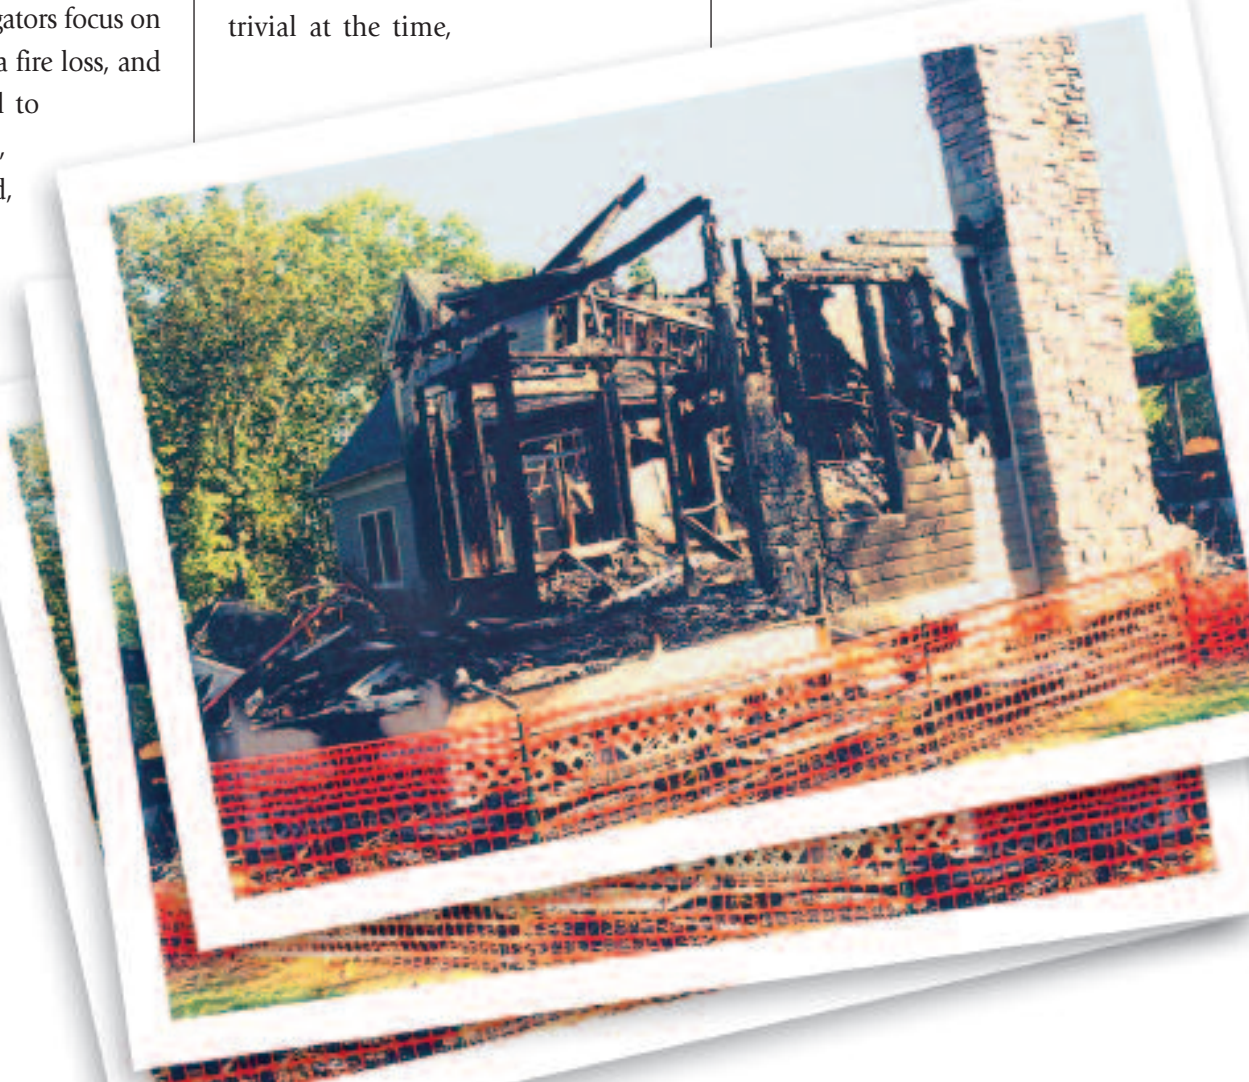 gators focus on
a fire loss, and
to
,
trivial at the time,